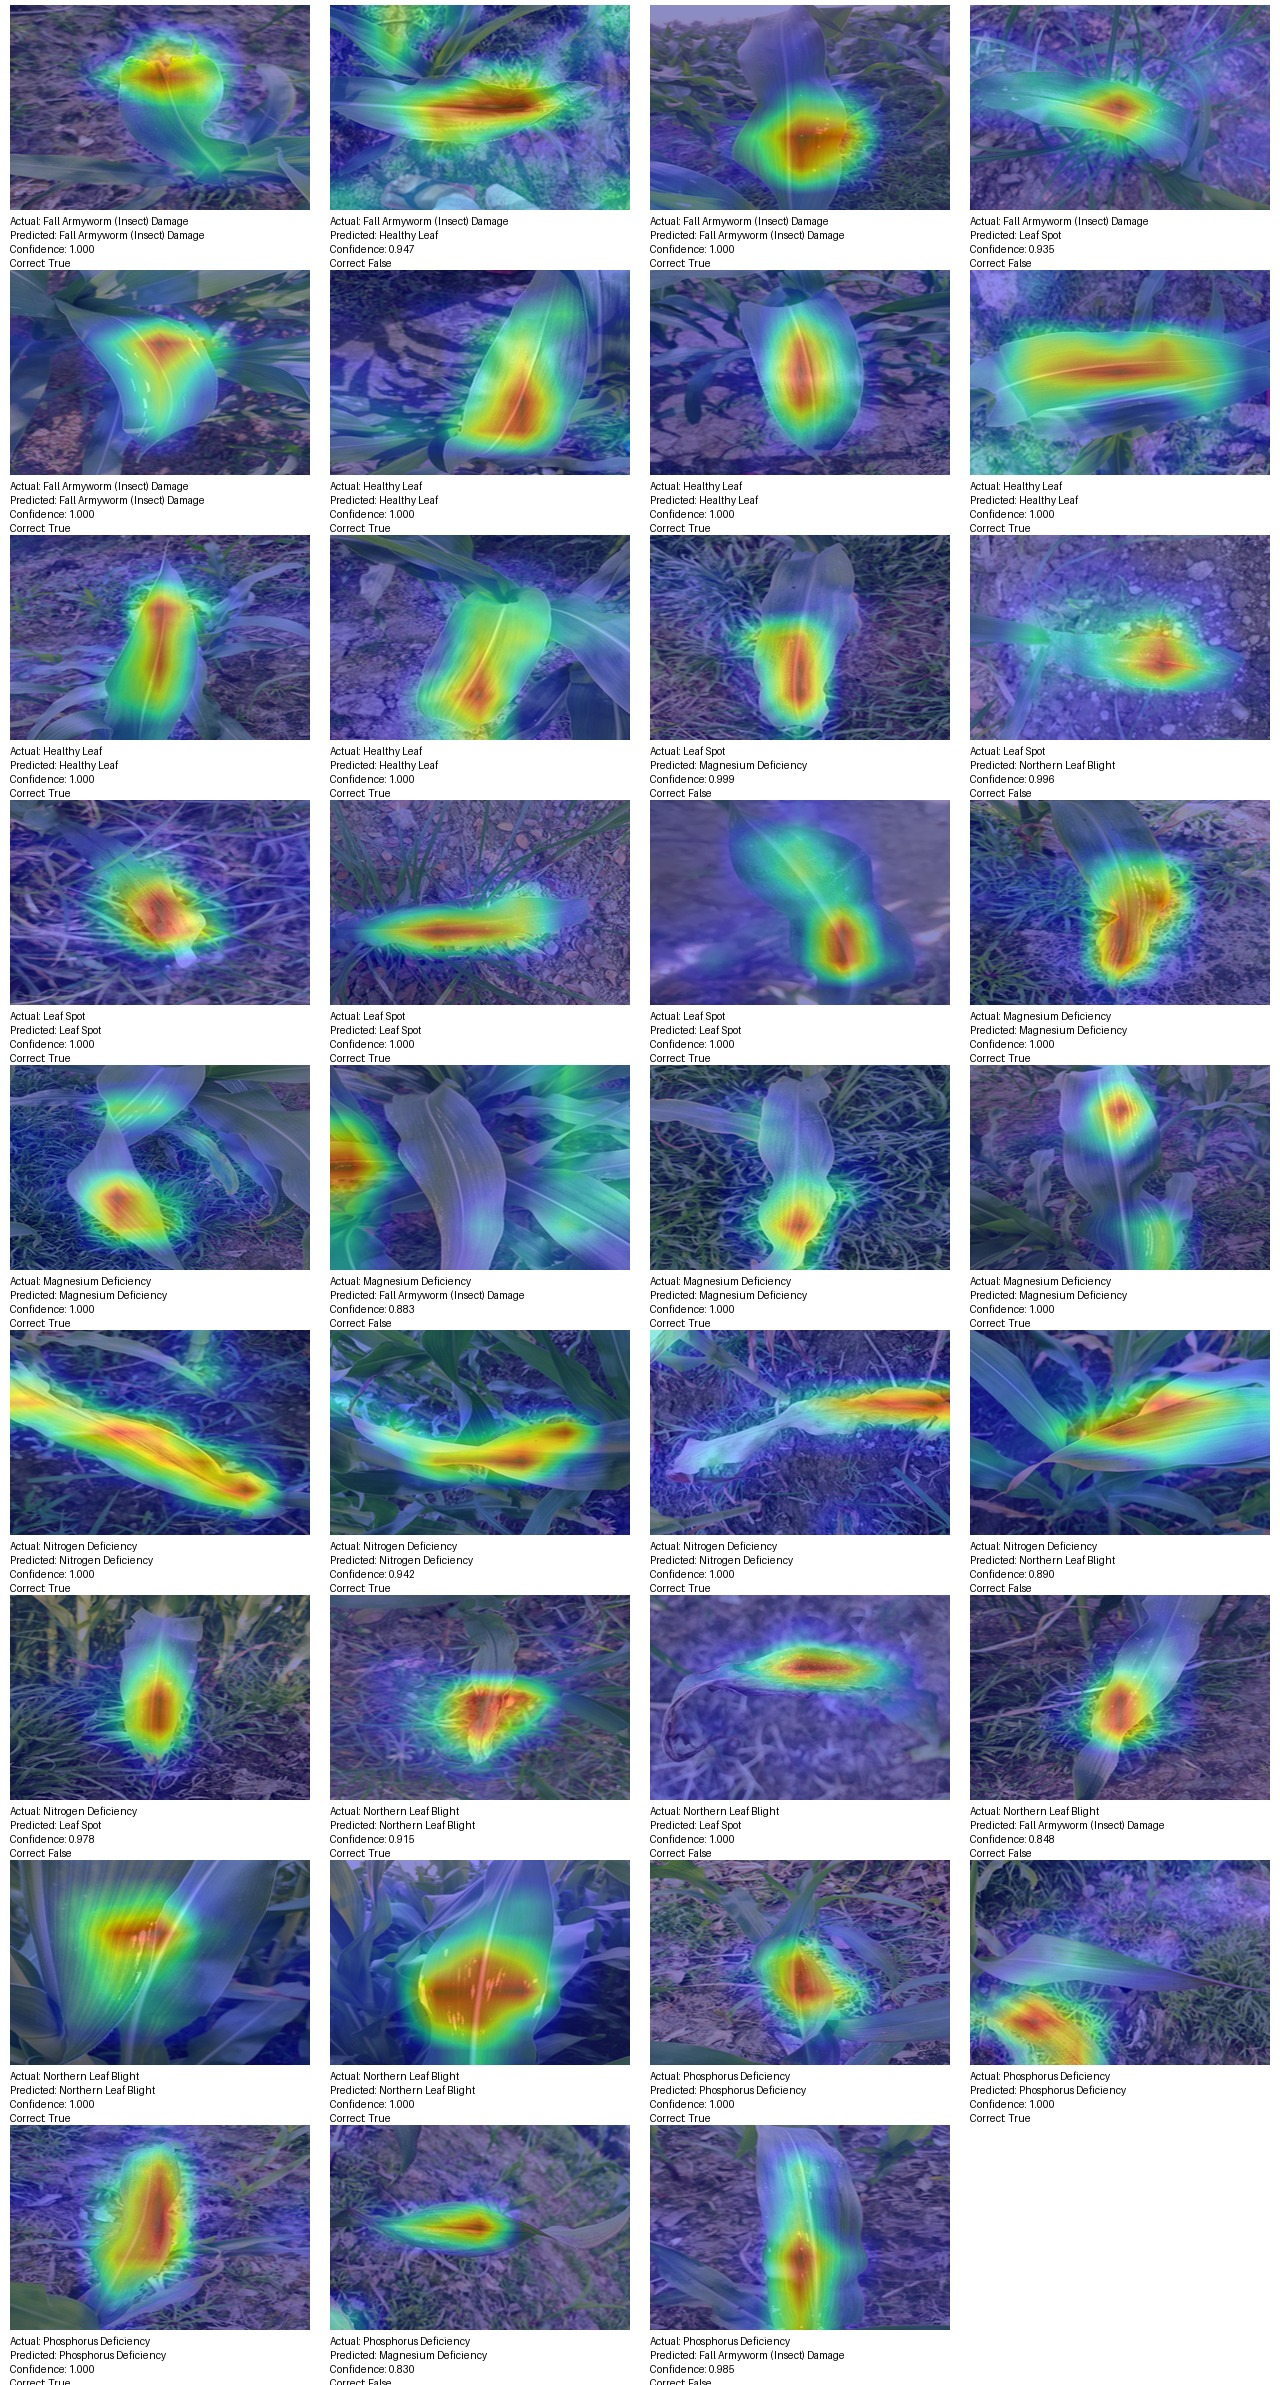 Actual: Fall Armyworm (Insect) Damage
Predicted: Fall Armyworm (Insect) Damage
Confidence: 1.000
Correct: True
Actual: Fall Armyworm (Insect) Damage
Predicted: Healthy Leaf
Confidence: 0.947
Correct: False
Actual: Fall Armyworm (Insect) Damage
Predicted: Fall Armyworm (Insect) Damage
Confidence: 1.000
Correct: True
Actual: Fall Armyworm (Insect) Damage
Predicted: Leaf Spot
Confidence: 0.935
Correct: False
Actual: Fall Armyworm (Insect) Damage
Predicted: Fall Armyworm (Insect) Damage
Confidence: 1.000
Correct: True
Actual: Healthy Leaf
Predicted: Healthy Leaf
Confidence: 1.000
Correct: True
Actual: Healthy Leaf
Predicted: Healthy Leaf
Confidence: 1.000
Correct: True
Actual: Healthy Leaf
Predicted: Healthy Leaf
Confidence: 1.000
Correct: True
Actual: Healthy Leaf
Predicted: Healthy Leaf
Confidence: 1.000
Correct: True
Actual: Healthy Leaf
Predicted: Healthy Leaf
Confidence: 1.000
Correct: True
Actual: Leaf Spot
Predicted: Magnesium Deficiency
Confidence: 0.999
Correct: False
Actual: Leaf Spot
Predicted: Northern Leaf Blight
Confidence: 0.996
Correct: False
Actual: Leaf Spot
Predicted: Leaf Spot
Confidence: 1.000
Correct: True
Actual: Leaf Spot
Predicted: Leaf Spot
Confidence: 1.000
Correct: True
Actual: Leaf Spot
Predicted: Leaf Spot
Confidence: 1.000
Correct: True
Actual: Magnesium Deficiency
Predicted: Magnesium Deficiency
Confidence: 1.000
Correct: True
Actual: Magnesium Deficiency
Predicted: Magnesium Deficiency
Confidence: 1.000
Correct: True
Actual: Magnesium Deficiency
Predicted: Fall Armyworm (Insect) Damage
Confidence: 0.883
Correct: False
Actual: Magnesium Deficiency
Predicted: Magnesium Deficiency
Confidence: 1.000
Correct: True
Actual: Magnesium Deficiency
Predicted: Magnesium Deficiency
Confidence: 1.000
Correct: True
Actual: Nitrogen Deficiency
Predicted: Nitrogen Deficiency
Confidence: 1.000
Correct: True
Actual: Nitrogen Deficiency
Predicted: Nitrogen Deficiency
Confidence: 0.942
Correct: True
Actual: Nitrogen Deficiency
Predicted: Nitrogen Deficiency
Confidence: 1.000
Correct: True
Actual: Nitrogen Deficiency
Predicted: Northern Leaf Blight
Confidence: 0.890
Correct: False
Actual: Nitrogen Deficiency
Predicted: Leaf Spot
Confidence: 0.978
Correct: False
Actual: Northern Leaf Blight
Predicted: Northern Leaf Blight
Confidence: 0.915
Correct: True
Actual: Northern Leaf Blight
Predicted: Leaf Spot
Confidence: 1.000
Correct: False
Actual: Northern Leaf Blight
Predicted: Fall Armyworm (Insect) Damage
Confidence: 0.848
Correct: False
Actual: Northern Leaf Blight
Predicted: Northern Leaf Blight
Confidence: 1.000
Correct: True
Actual: Northern Leaf Blight
Predicted: Northern Leaf Blight
Confidence: 1.000
Correct: True
Actual: Phosphorus Deficiency
Predicted: Phosphorus Deficiency
Confidence: 1.000
Correct: True
Actual: Phosphorus Deficiency
Predicted: Phosphorus Deficiency
Confidence: 1.000
Correct: True
Actual: Phosphorus Deficiency
Predicted: Phosphorus Deficiency
Confidence: 1.000
Correct: True
Actual: Phosphorus Deficiency
Predicted: Magnesium Deficiency
Confidence: 0.830
Correct: False
Actual: Phosphorus Deficiency
Predicted: Fall Armyworm (Insect) Damage
Confidence: 0.985
Correct: False